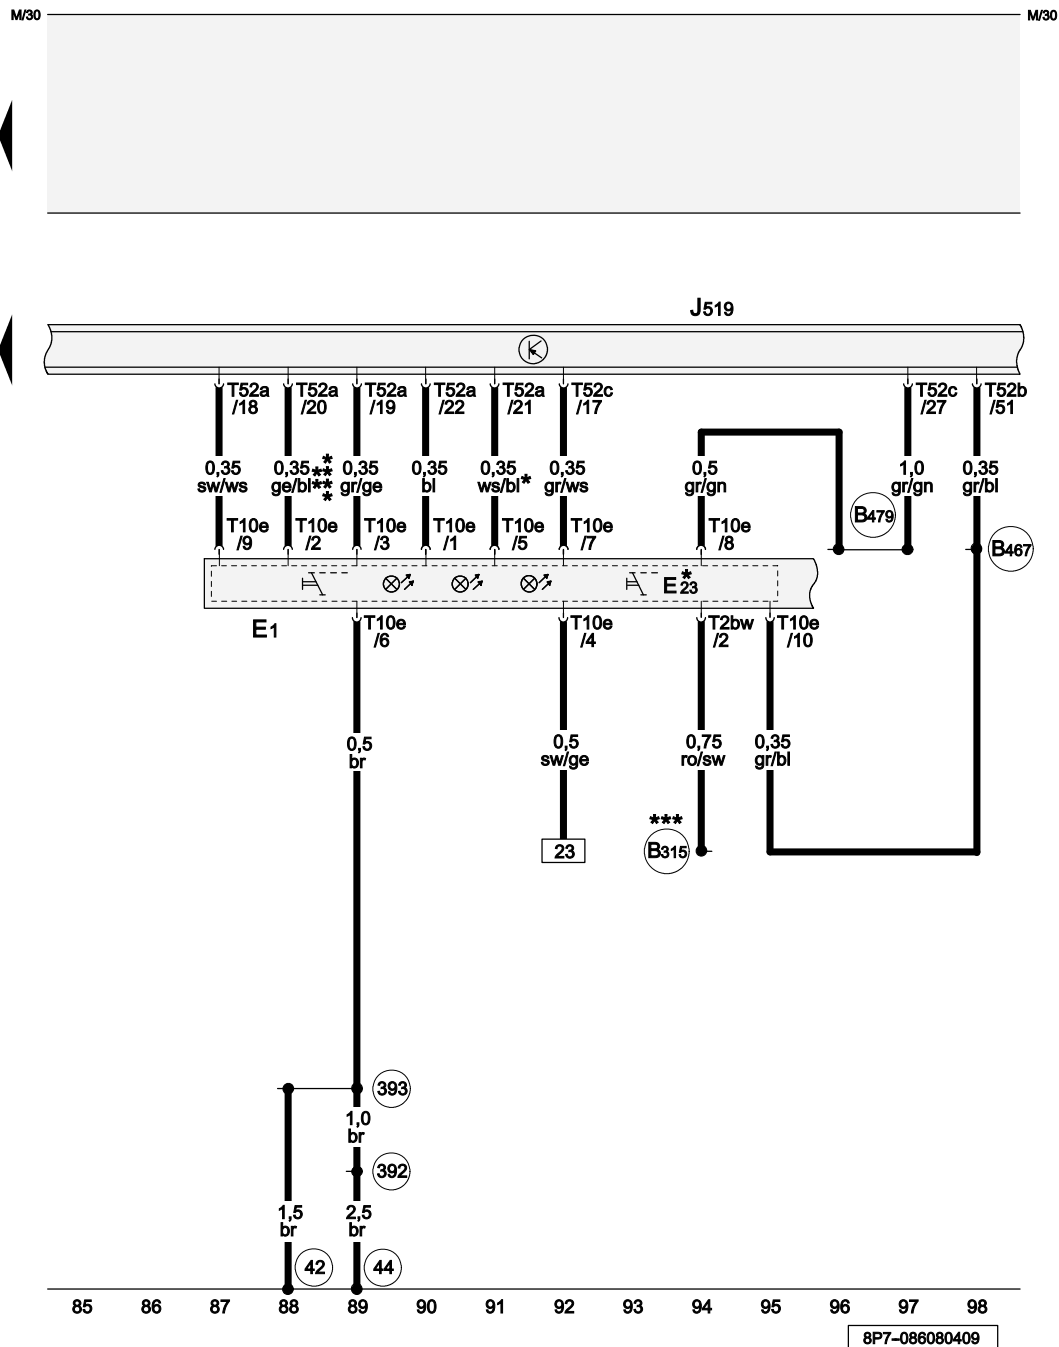 M/30 M/30
J519
T52a T52a T52a T52a T52a T52c T52c T52b
/18 /20 /19 /22 /21 /17 /27 /51
0,35 0,35 * ** ** * 0,35 0,35 0,35 0,35 0,5 1,0 0,35
sw/ws ge/bl gr/ge bl ws/bl* gr/ws gr/gn gr/gn gr/bl
B479
T10e T10e T10e T10e T10e T10e T10e
/9 /2 /3 /1 /5 /7 /8
B467
E23*
E1
T10e T10e T2bw T10e
/6 /4 /2 /10
0,5 0,5 0,75 0,35
br sw/ge ro/sw gr/bl
***
23 B315
393
1,0
br
392
1,5 2,5
br br
42 44
85 86 87 88 89 90 91 92 93 94 95 96 97 98
8P7-086080409